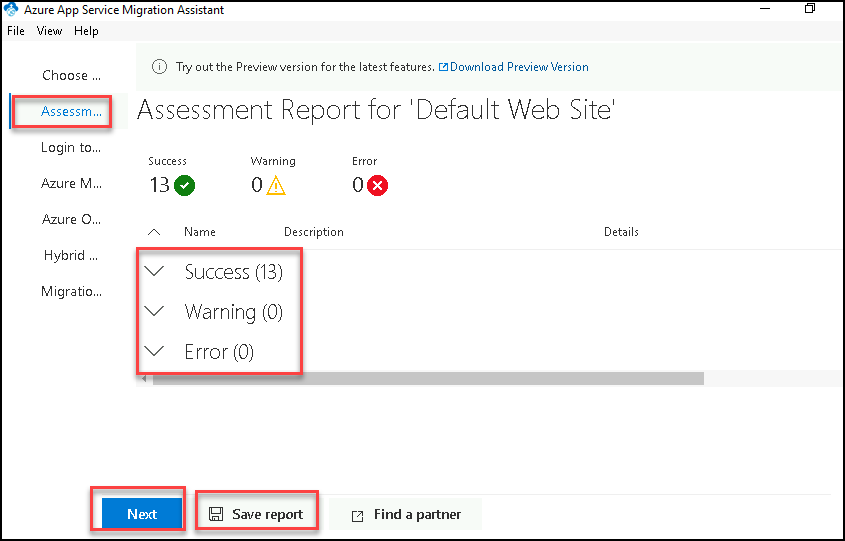 Azure App Service Migration Assistant
File View Help
Try out the Preview version for the latest features. Download Preview Version
Choose ...
Assessm...
Login to...
Azure M...
Azure O...
Hybrid ...
Migratio...
Assessment Report for 'Default Web Site'
Success Warning Error
13 0 0
Name Description Details
Success (13)
Warning (0)
Error (0)
Next Save report Find a partner